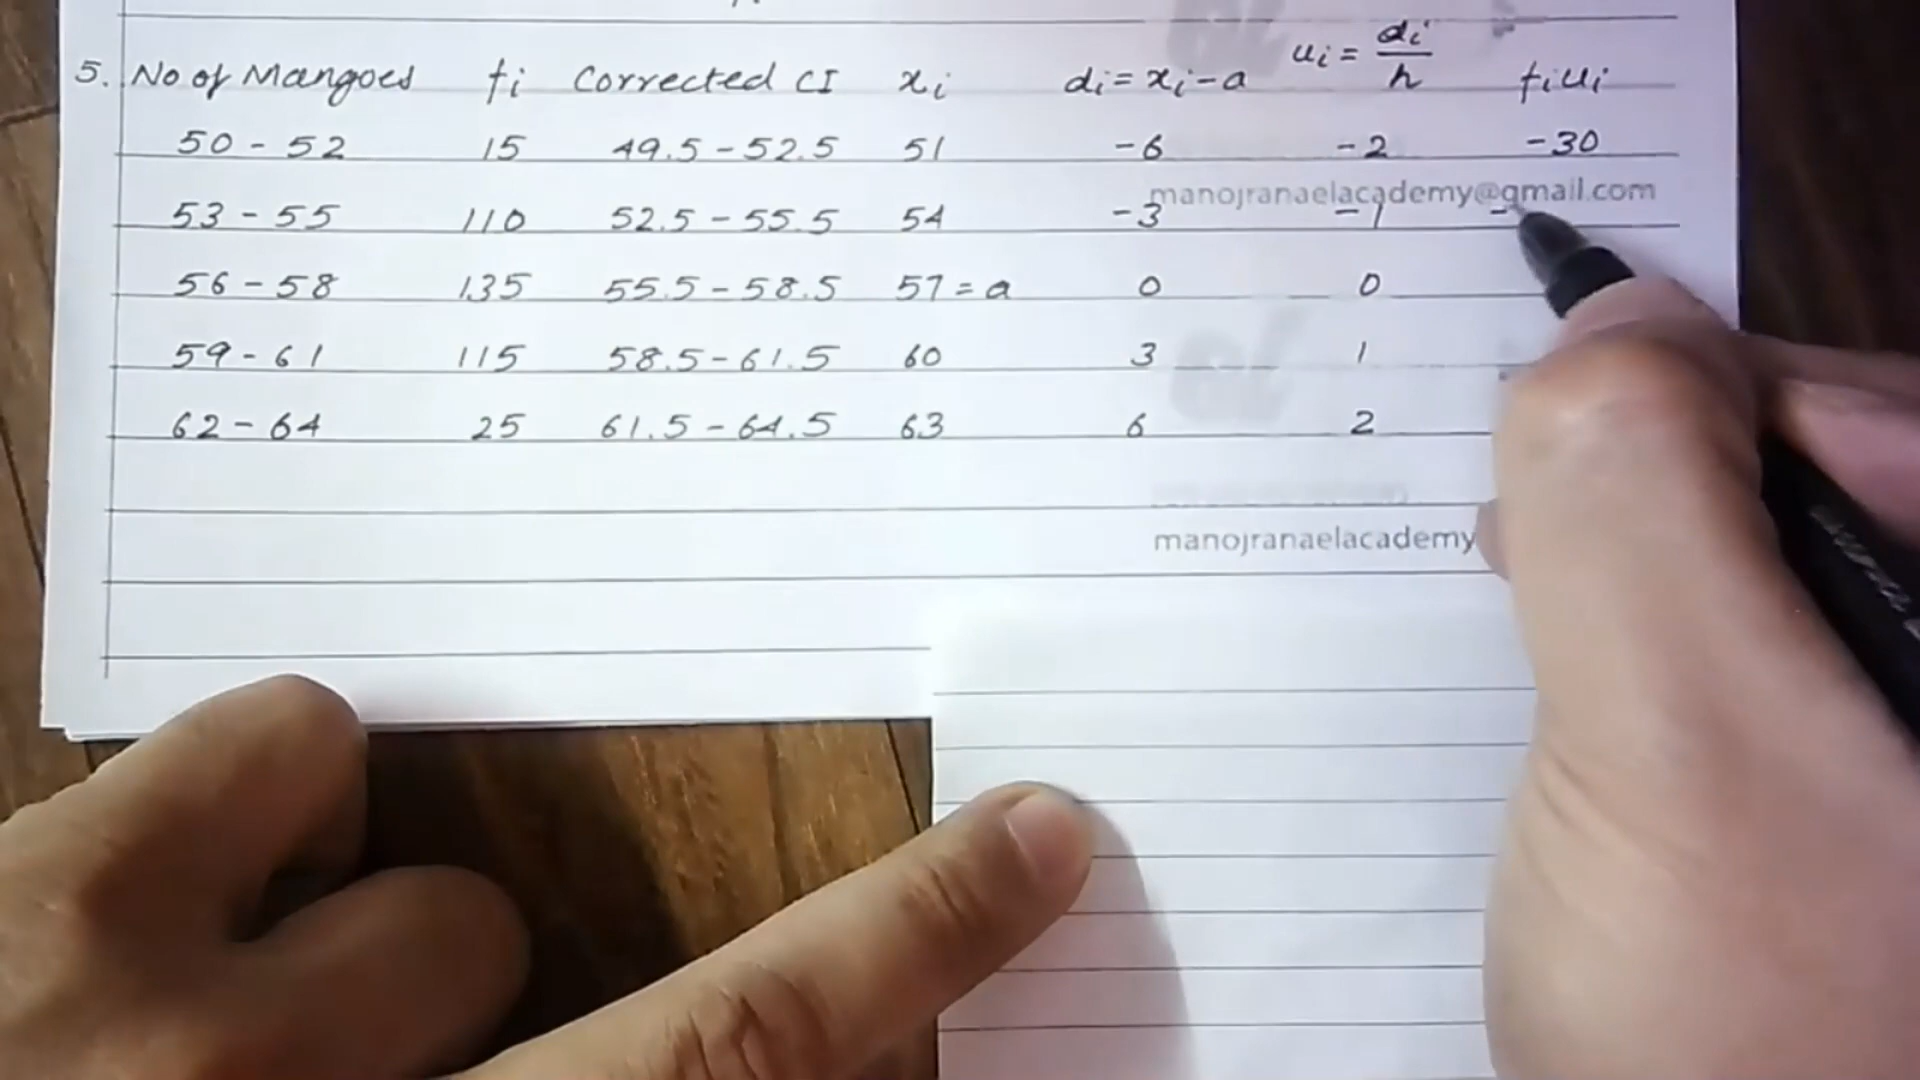 5. No of Mangoes fi Corrected CI xi di = xi - a ui = di/h fiui
50 - 52 15 49.5 - 52.5 51 -6 -2 -30
manojranaelacademy@gmail.com
53 - 55 110 52.5 - 55.5 54 -3 -1 -
56 - 58 135 55.5 - 58.5 57 = a 0 0
59 - 61 115 58.5 - 61.5 60 3 1
62 - 64 25 61.5 - 64.5 63 6 2
manojranaelacademy